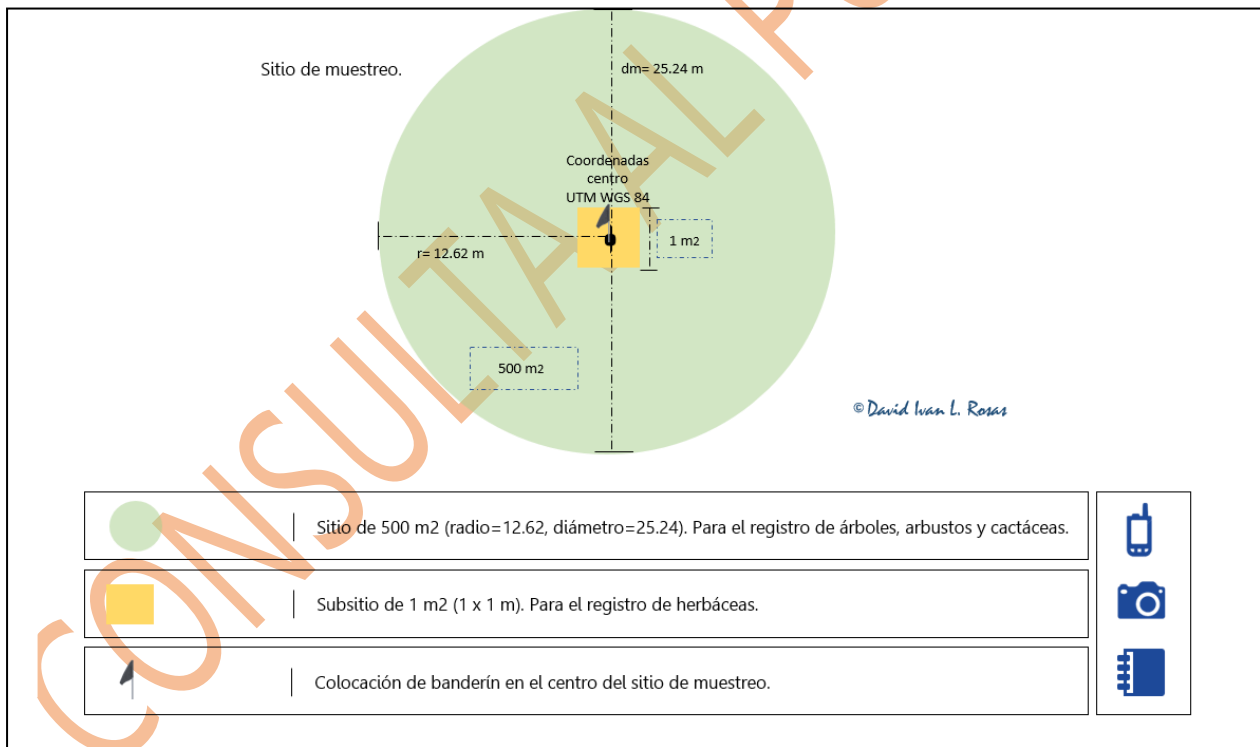 Sitio de muestreo.
dm= 25.24 m
Coordenadas
centro
UTM WGS 84
1 m2
r= 12.62 m
500 m2
© David Ivan L. Rosas
Sitio de 500 m2 (radio=12.62, diámetro=25.24). Para el registro de árboles, arbustos y cactáceas.
Subsitio de 1 m2 (1 x 1 m). Para el registro de herbáceas.
Colocación de banderín en el centro del sitio de muestreo.
CONSULTA AL